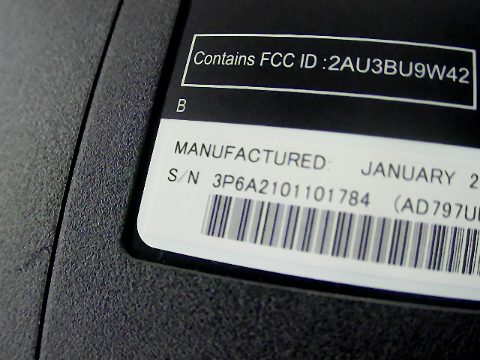 Contains FCC ID : 2AU3BU9W42
B
MANUFACTURED: JANUARY 2
S/N 3P6A2101101784 (AD797U